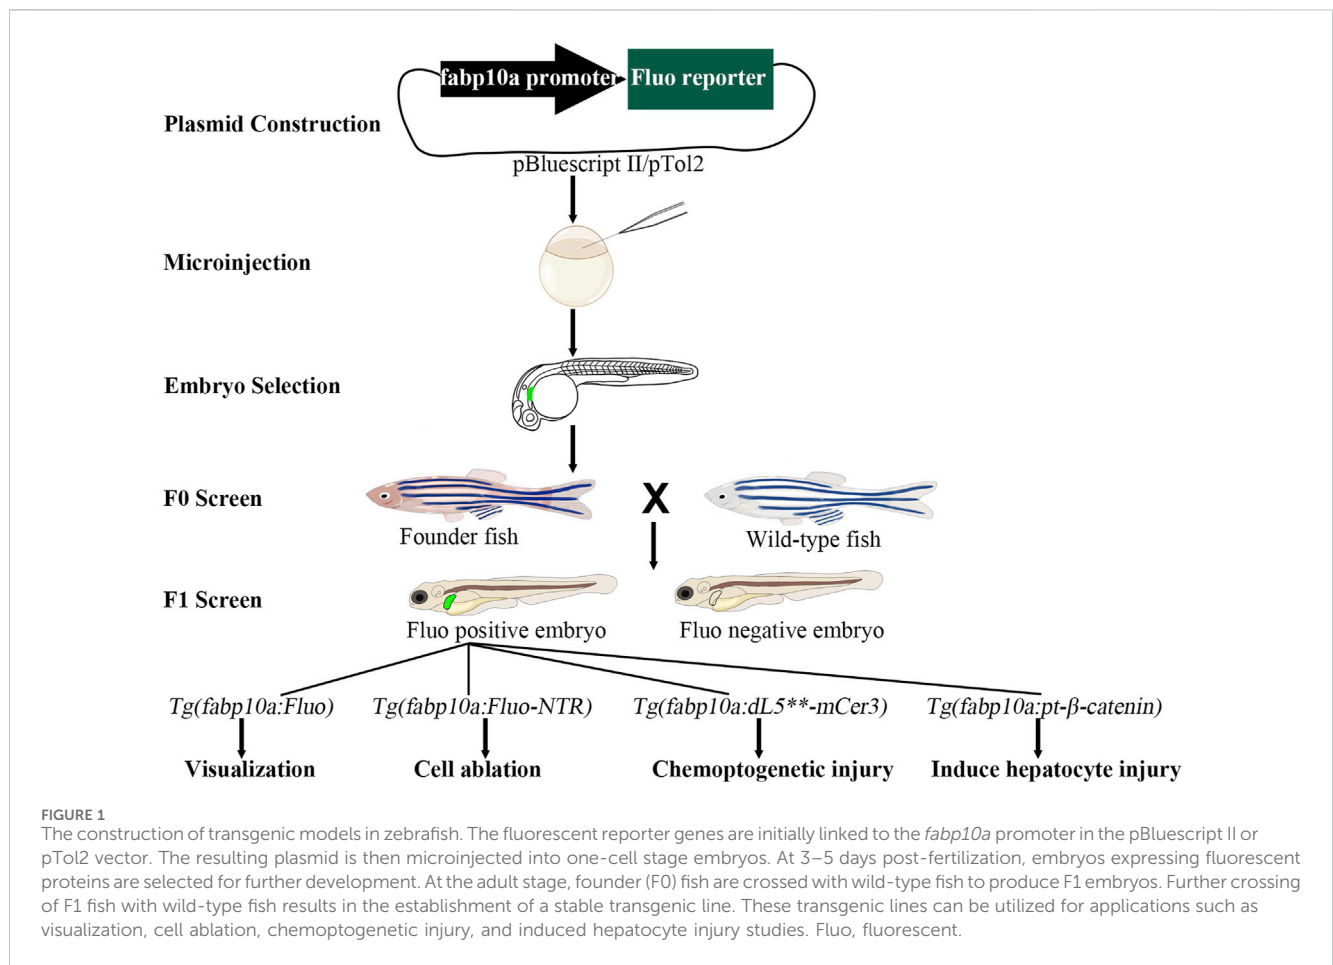 fabp10a promoter Fluo reporter
Plasmid Construction
pBluescript II/pTol2
Microinjection
Embryo Selection
F0 Screen
X
Founder fish
Wild-type fish
F1 Screen
Fluo positive embryo
Fluo negative embryo
Tg(fabp10a:Fluo) Tg(fabp10a:Fluo-NTR) Tg(fabp10a:dL5**-mCer3) Tg(fabp10a:pt-β-catenin)
Visualization Cell ablation Chemoptogenetic injury Induce hepatocyte injury
FIGURE 1
The construction of transgenic models in zebrafish. The fluorescent reporter genes are initially linked to the fabp10a promoter in the pBluescript II or
pTol2 vector. The resulting plasmid is then microinjected into one-cell stage embryos. At 3–5 days post-fertilization, embryos expressing fluorescent
proteins are selected for further development. At the adult stage, founder (F0) fish are crossed with wild-type fish to produce F1 embryos. Further crossing
of F1 fish with wild-type fish results in the establishment of a stable transgenic line. These transgenic lines can be utilized for applications such as
visualization, cell ablation, chemoptogenetic injury, and induced hepatocyte injury studies. Fluo, fluorescent.